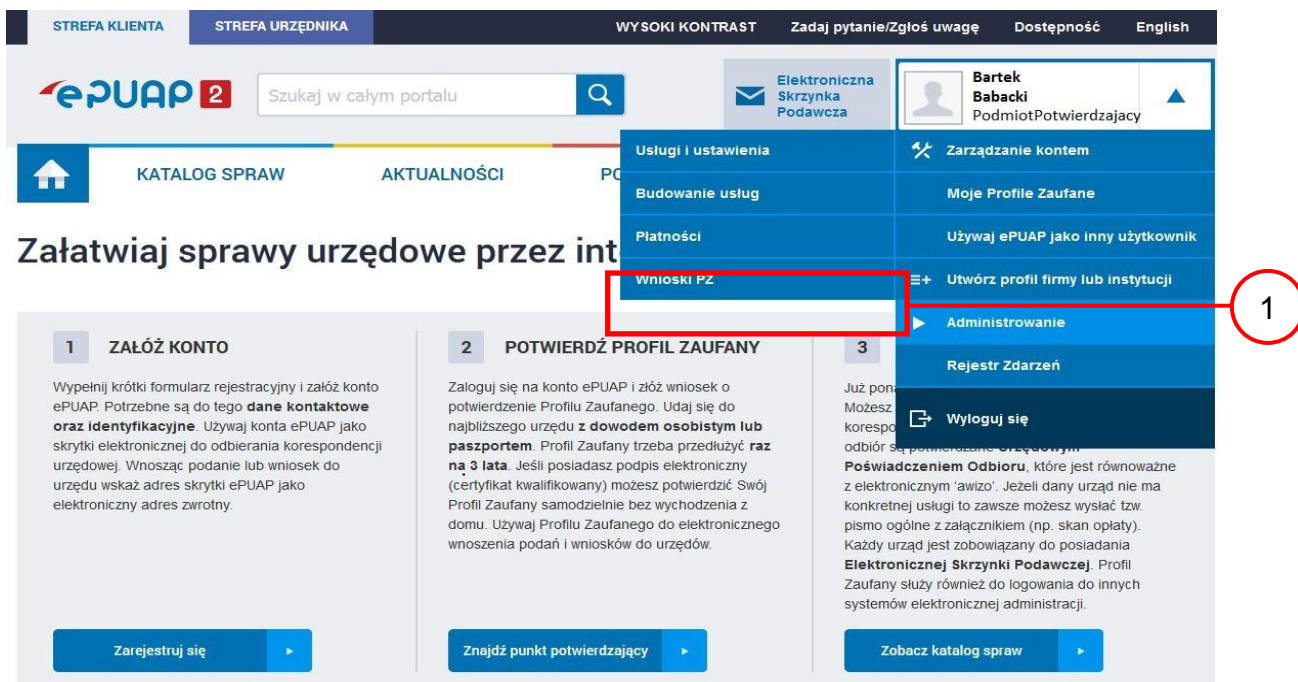 STREFA KLIENTA STREFA URZĘDNIKA WYSOKI KONTRAST Zadaj pytanie/Zgłoś uwagę Dostępność English
ePUAP 2
Szukaj w całym portalu
Elektroniczna
Skrzynka
Podawcza
Bartek
Babacki
PodmiotPotwierdzajacy
KATALOG SPRAW AKTUALNOŚCI
Usługi i ustawienia
Budowanie usług
Płatności
Wnioski PZ
Zarządzanie kontem
Moje Profile Zaufane
Używaj ePUAP jako inny użytkownik
Utwórz profil firmy lub instytucji
Administrowanie
Rejestr Zdarzeń
Wyloguj się
1
Załatwiaj sprawy urzędowe przez int
1 ZAŁÓŻ KONTO
Wypełnij krótki formularz rejestracyjny i załóż konto
ePUAP. Potrzebne są do tego dane kontaktowe
oraz identyfikacyjne. Używaj konta ePUAP jako
skrytki elektronicznej do odbierania korespondencji
urzędowej. Wnosząc podanie lub wniosek do
urzędu wskaż adres skrytki ePUAP jako
elektroniczny adres zwrotny.
Zarejestruj się
2 POTWIERDŹ PROFIL ZAUFANY
Zaloguj się na konto ePUAP i złóż wniosek o
potwierdzenie Profilu Zaufanego. Udaj się do
najbliższego urzędu z dowodem osobistym lub
paszportem. Profil Zaufany trzeba przedłużyć raz
na 3 lata. Jeśli posiadasz podpis elektroniczny
(certyfikat kwalifikowany) możesz potwierdzić Swój
Profil Zaufany samodzielnie bez wychodzenia z
domu. Używaj Profilu Zaufanego do elektronicznego
wnoszenia podań i wniosków do urzędów.
Znajdź punkt potwierdzający
3
Już pona
Możesz
korespo
odbiór są potwierdzane Urzędowym
Poświadczeniem Odbioru, które jest równoważne
z elektronicznym 'awizo'. Jeżeli dany urząd nie ma
konkretnej usługi to zawsze możesz wysłać tzw.
pismo ogólne z załącznikiem (np. skan opłaty).
Każdy urząd jest zobowiązany do posiadania
Elektronicznej Skrzynki Podawczej. Profil
Zaufany służy również do logowania do innych
systemów elektronicznej administracji.
Zobacz katalog spraw